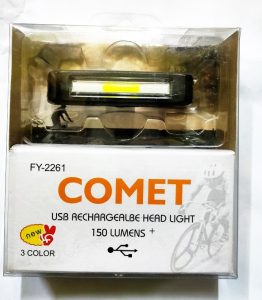 FY-2261
COMET
USB RECHARGEALBE HEAD LIGHT
150 LUMENS +
new
3 COLOR